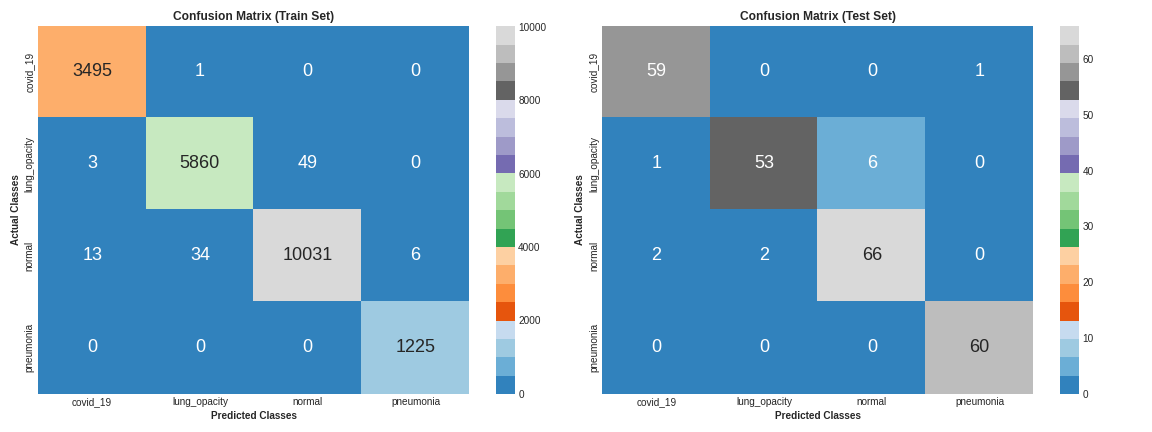 Confusion Matrix (Train Set)
Actual Classes
covid_19
3495 1 0 0
lung_opacity
3 5860 49 0
normal
13 34 10031 6
pneumonia
0 0 0 1225
covid_19 lung_opacity normal pneumonia
Predicted Classes
10000
8000
6000
4000
2000
0
Confusion Matrix (Test Set)
Actual Classes
covid_19
59 0 0 1
lung_opacity
1 53 6 0
normal
2 2 66 0
pneumonia
0 0 0 60
covid_19 lung_opacity normal pneumonia
Predicted Classes
60
50
40
30
20
10
0